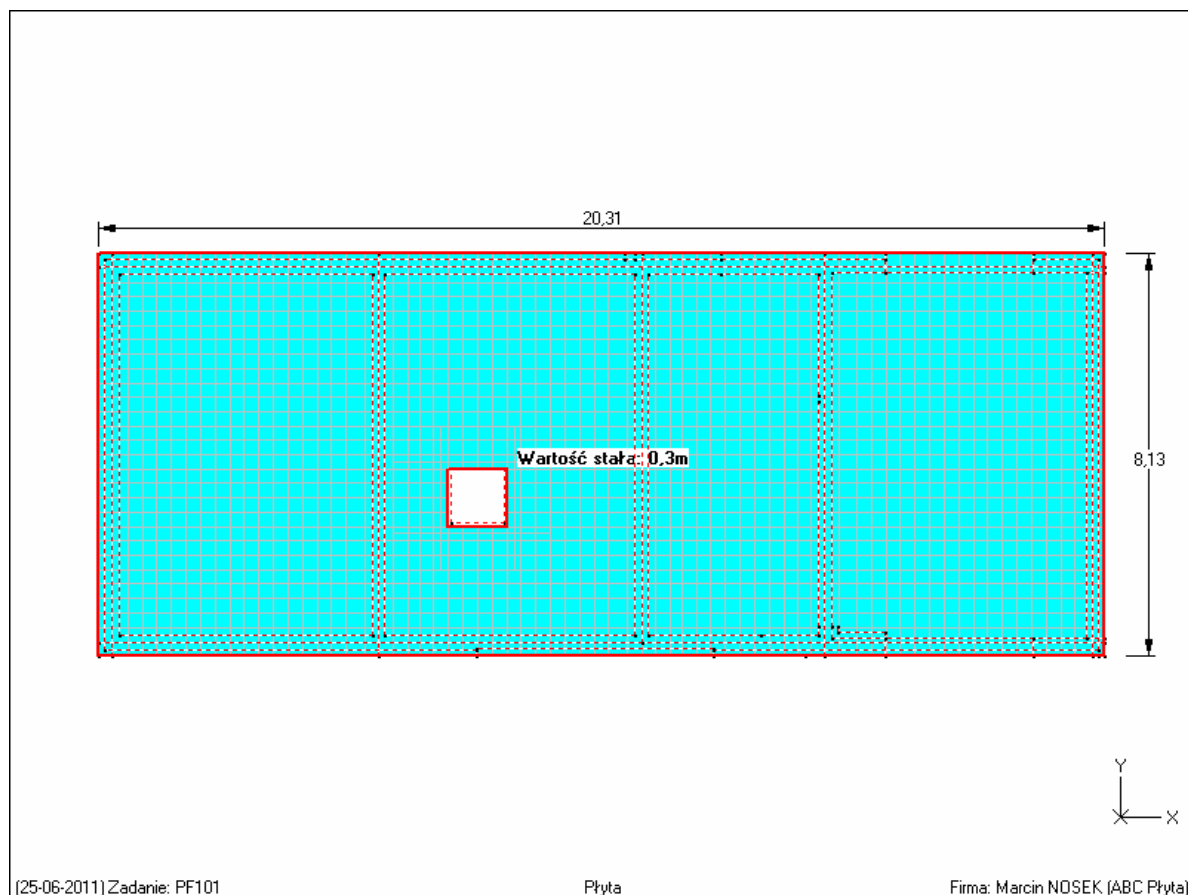 20,31
Wartość stała: 0,3m
8,13
Y
X
[25-06-2011] Zadanie: PF101
Płyta
Firma: Marcin NOSEK (ABC Płyta)